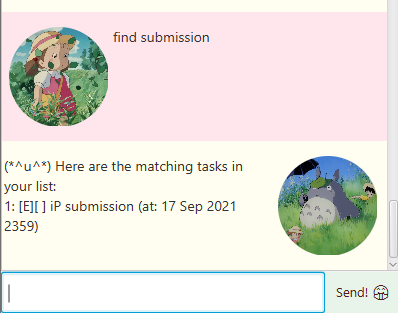 find submission
(*^u^*) Here are the matching tasks in
your list:
1: [E][ ] iP submission (at: 17 Sep 2021
2359)
Send! 😁